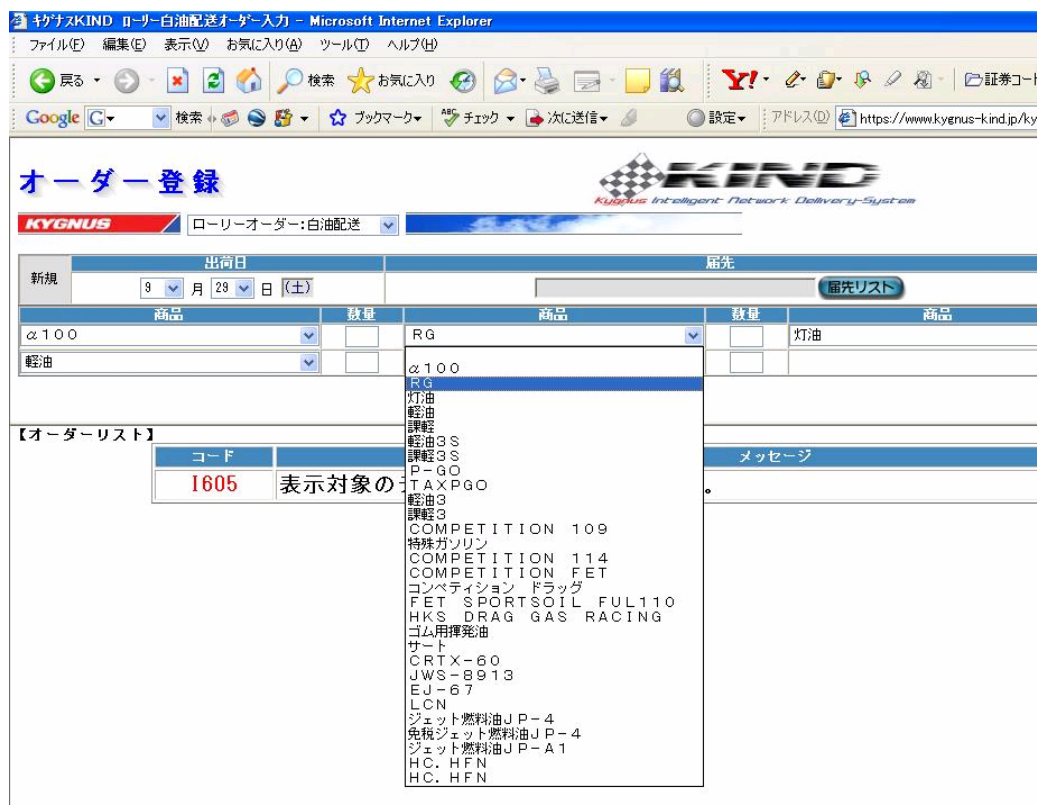 ｷｸﾞﾅｽKIND ﾛｰﾘｰ白油配送ｵｰﾀﾞｰ入力 - Microsoft Internet Explorer
ファイル(F) 編集(E) 表示(V) お気に入り(A) ツール(T) ヘルプ(H)
戻る 検索 お気に入り Y! 証券コード
Google G 検索 ブックマーク ABC チェック 次に送信 設定 アドレス(D) https://www.kygnus-kind.jp/ky
オーダー登録
KIND
Kygnus Intelligent Network Dellivery-System
KYGNUS ローリーオーダー:白油配送
新規 出荷日 届先
9 月 29 日 (土) 届先リスト
商品 数量 商品 数量 商品
α100 RG 灯油
軽油
α100
RG
灯油
軽油
課軽
軽油3S
課軽3S
P-GO
TAXPGO
軽油3
課軽3
COMPETITION 109
特殊ガソリン
COMPETITION 114
COMPETITION FET
コンペティション ドラッグ
FET SPORTSOIL FUL110
HKS DRAG GAS RACING
ゴム用揮発油
サート
CRTX-60
JWS-8913
EJ-67
LCN
ジェット燃料油JP-4
免税ジェット燃料油JP-4
ジェット燃料油JP-A1
HC. HFN
HC. HFN
【オーダーリスト】
コード メッセージ
I605 表示対象の 。